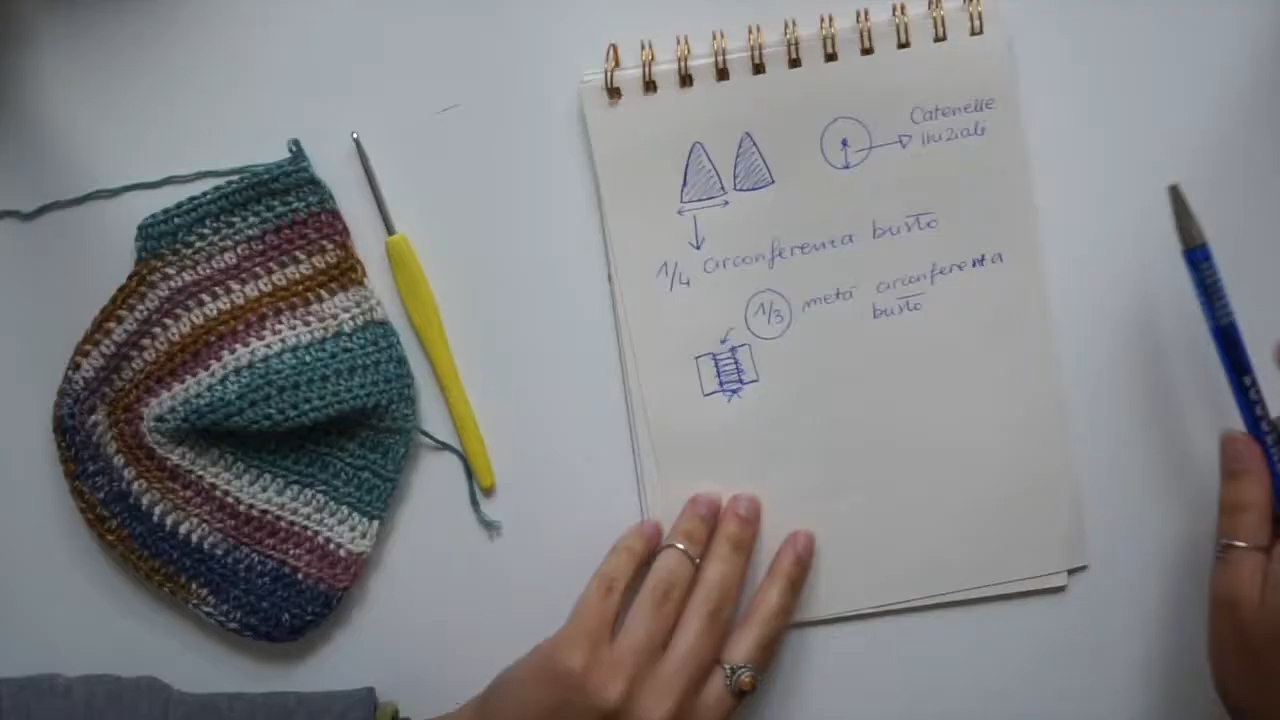 Catenelle
iniziali
1/4 circonferenza busto
1/3 metà circonferenza
busto